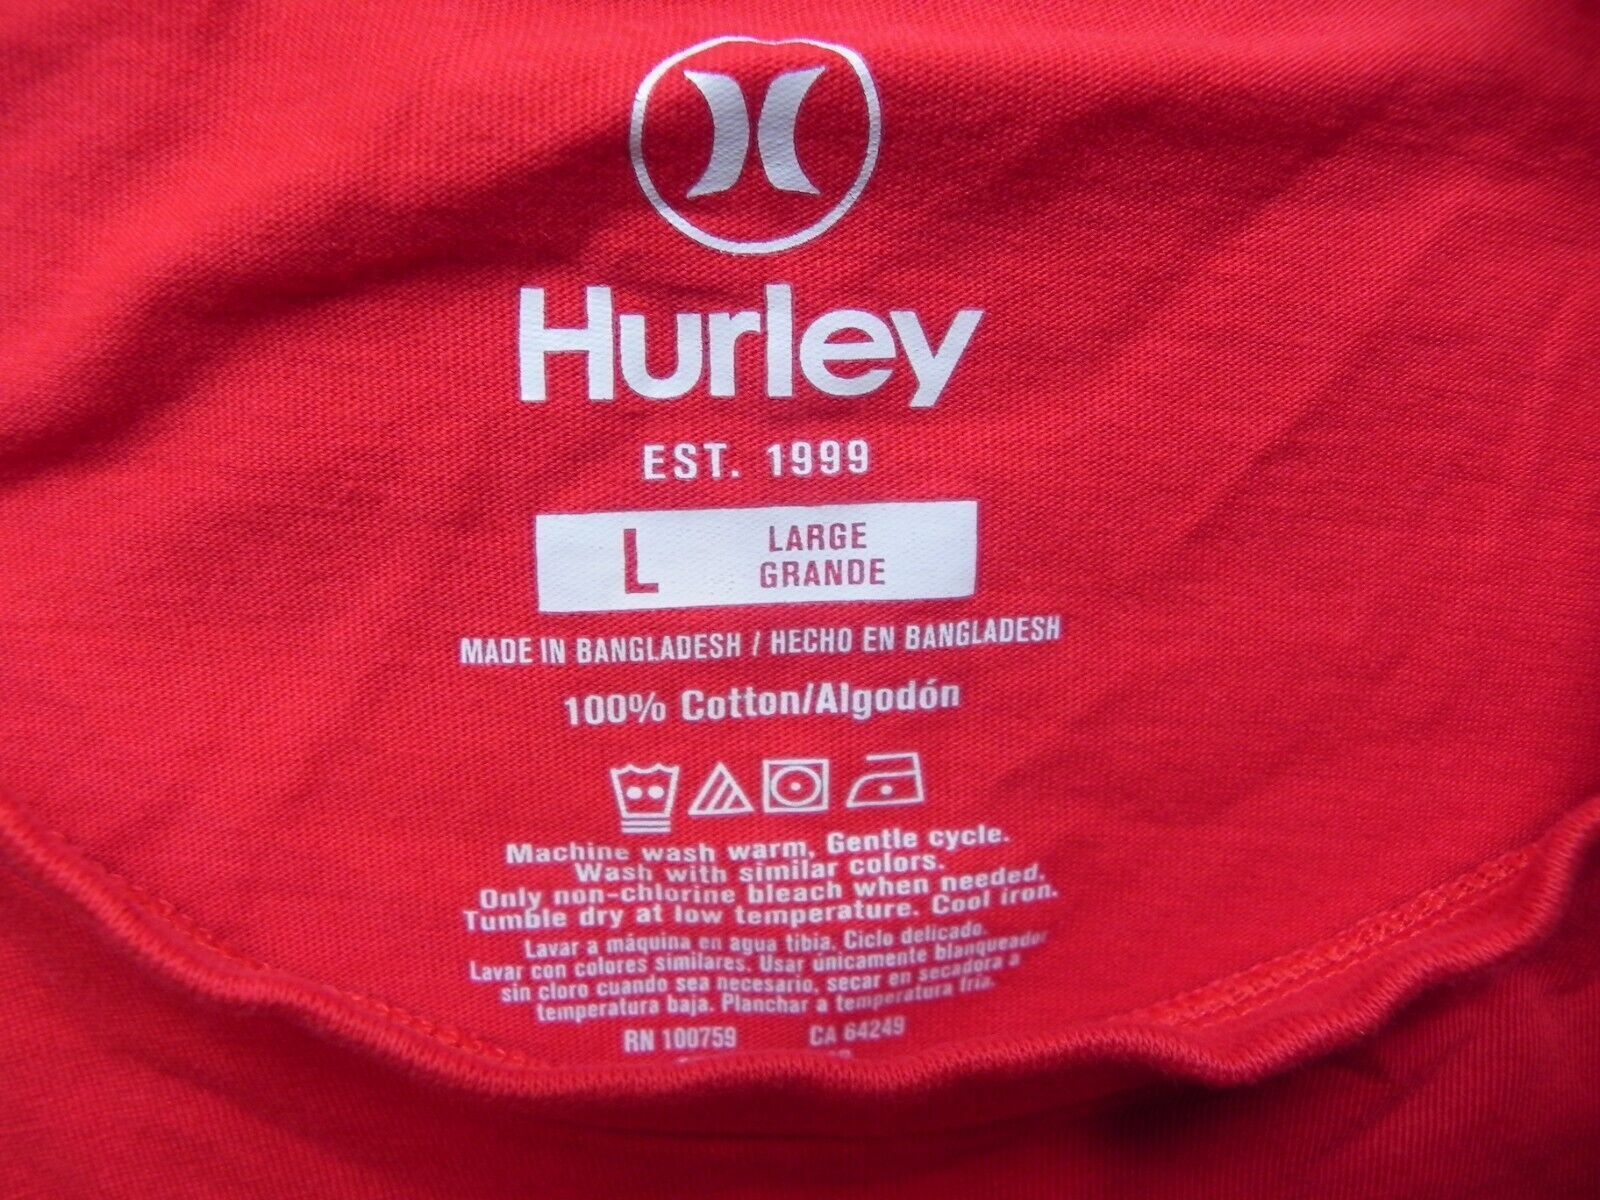 Hurley
EST. 1999
L
LARGE
GRANDE
MADE IN BANGLADESH / HECHO EN BANGLADESH
100% Cotton/Algodón
Machine wash warm, Gentle cycle.
Wash with similar colors.
Only non-chlorine bleach when needed.
Tumble dry at low temperature. Cool iron.
Lavar a máquina en agua tibia. Ciclo delicado.
Lavar con colores similares. Usar únicamente blanqueador
sin cloro cuando sea necesario, secar en secadora a
temperatura baja. Planchar a temperatura fria.
RN 100759 CA 64249